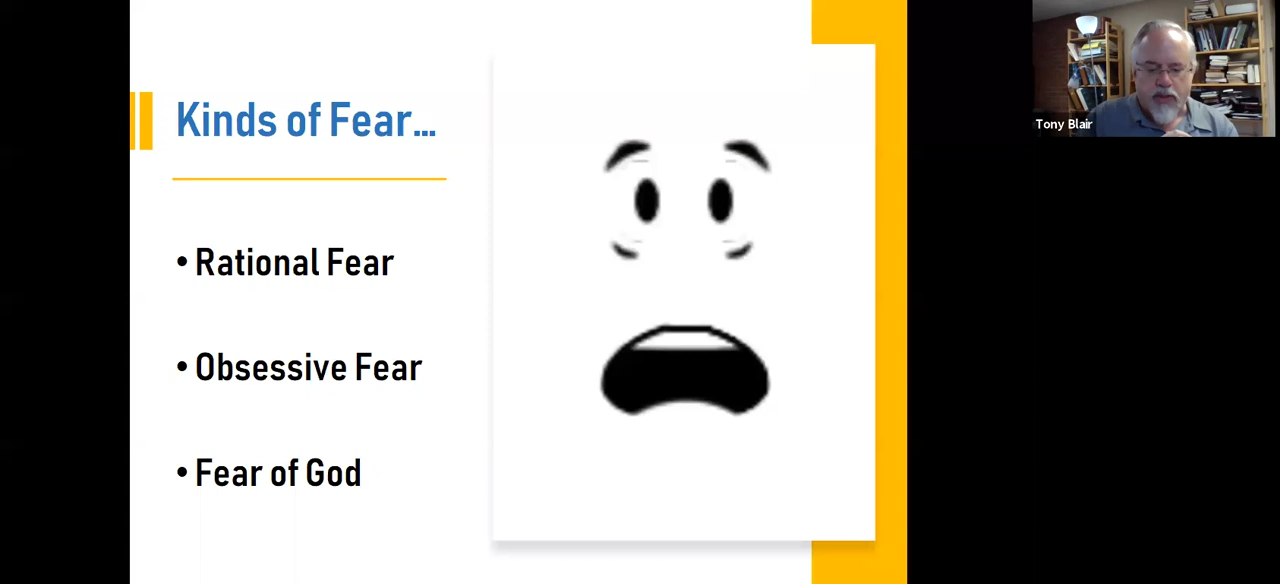 Kinds of Fear...
• Rational Fear
• Obsessive Fear
• Fear of God
Tony Blair